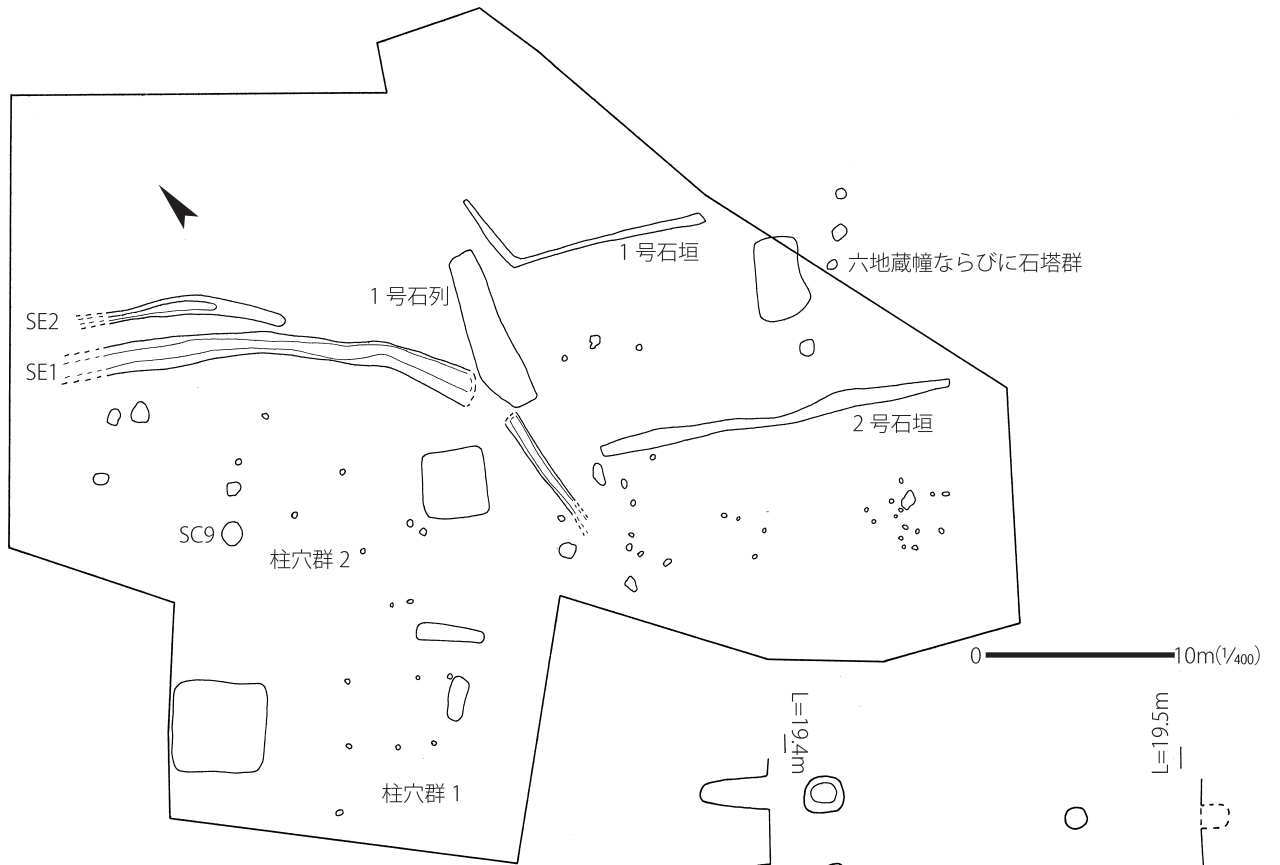 1号石垣
六地蔵幢ならびに石塔群
1号石列
SE2
SE1
2号石垣
SC9
柱穴群2
0 10m(1/400)
L=19.4m
L=19.5m
柱穴群1